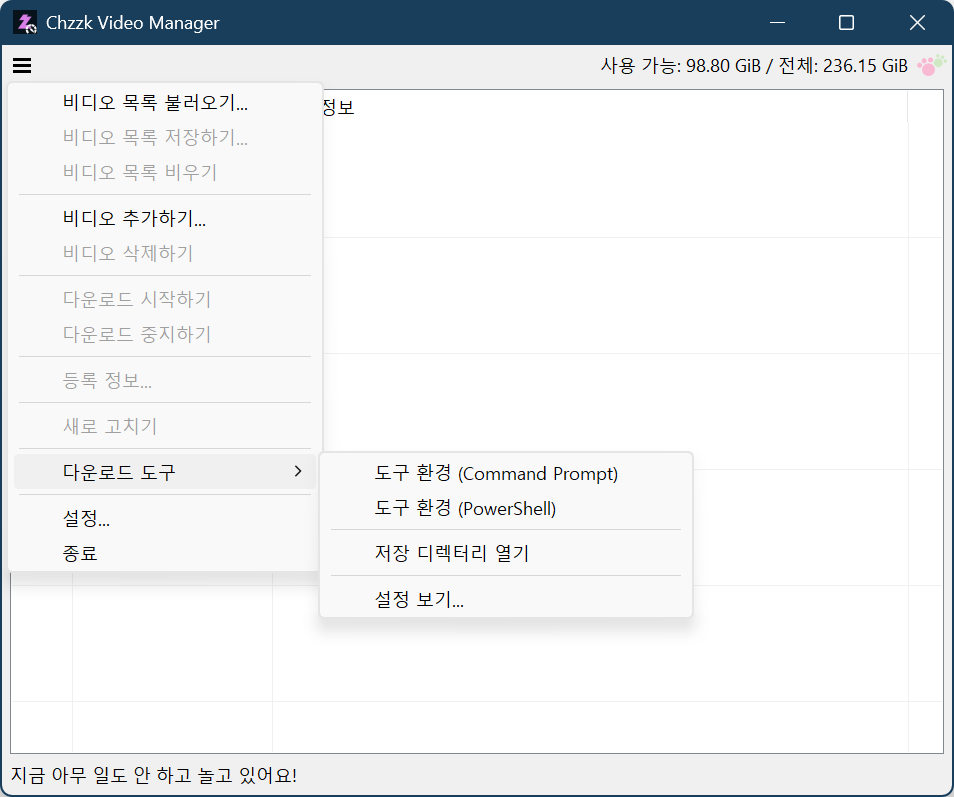 Chzzk Video Manager
사용 가능: 98.80 GiB / 전체: 236.15 GiB
정보
비디오 목록 불러오기...
비디오 목록 저장하기...
비디오 목록 비우기
비디오 추가하기...
비디오 삭제하기
다운로드 시작하기
다운로드 중지하기
등록 정보...
새로 고치기
다운로드 도구
도구 환경 (Command Prompt)
도구 환경 (PowerShell)
저장 디렉터리 열기
설정 보기...
설정...
종료
지금 아무 일도 안 하고 놀고 있어요!